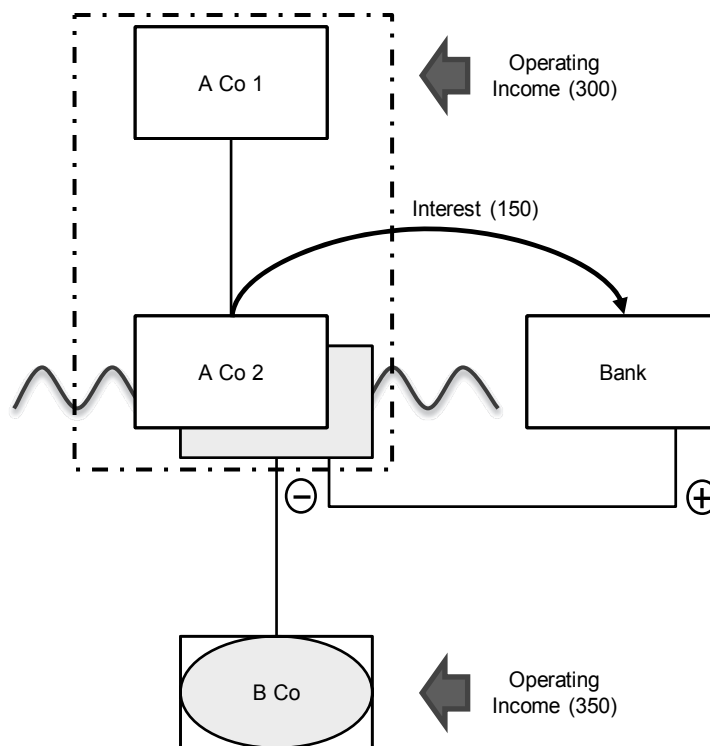 A Co 1
Operating
Income (300)
Interest (150)
A Co 2
Bank
−
+
B Co
Operating
Income (350)